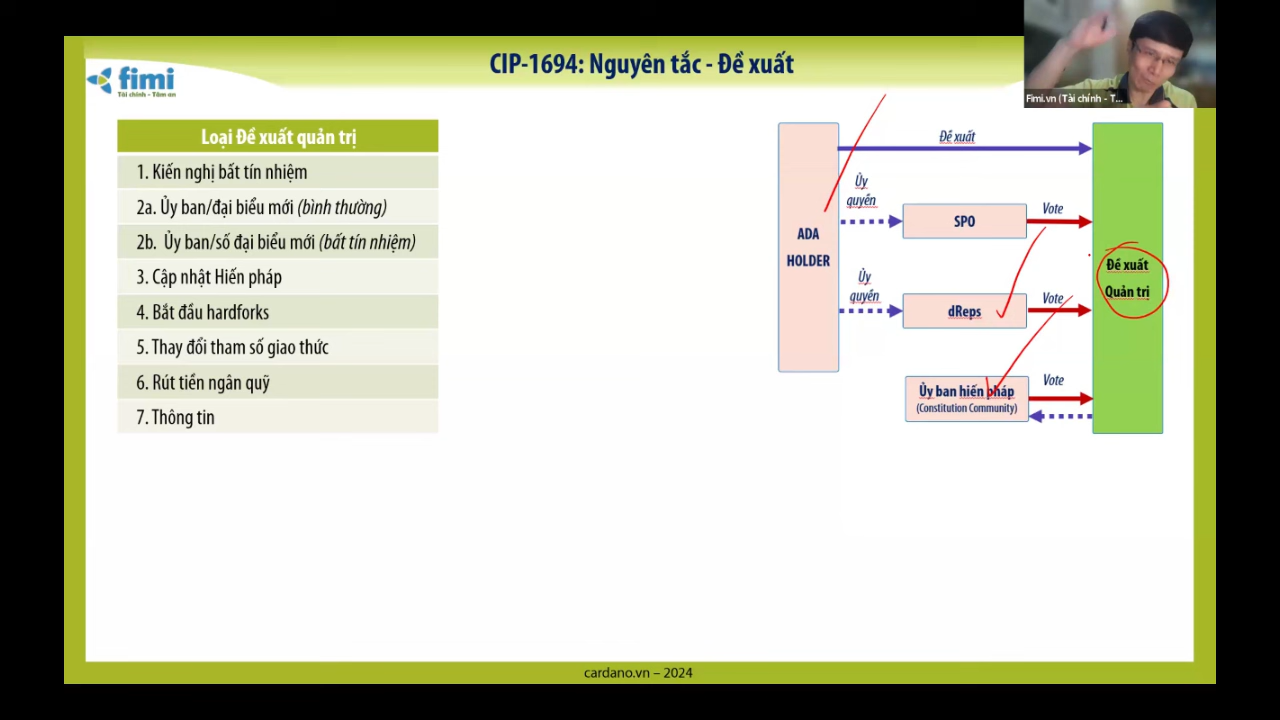 CIP-1694: Nguyên tắc - Đề xuất
fimi
Tài chính - Tâm an
Fimi.vn (Tài chính - T...
Loại Đề xuất quản trị
1. Kiến nghị bất tín nhiệm
2a. Ủy ban/đại biểu mới (bình thường)
2b. Ủy ban/số đại biểu mới (bất tín nhiệm)
3. Cập nhật Hiến pháp
4. Bắt đầu hardforks
5. Thay đổi tham số giao thức
6. Rút tiền ngân quỹ
7. Thông tin
ADA
HOLDER
Đề xuất
Ủy
quyền
SPO
Vote
Ủy
quyền
dReps
Vote
Ủy ban hiến pháp
(Constitution Community)
Vote
Đề xuất
Quản trị
cardano.vn – 2024